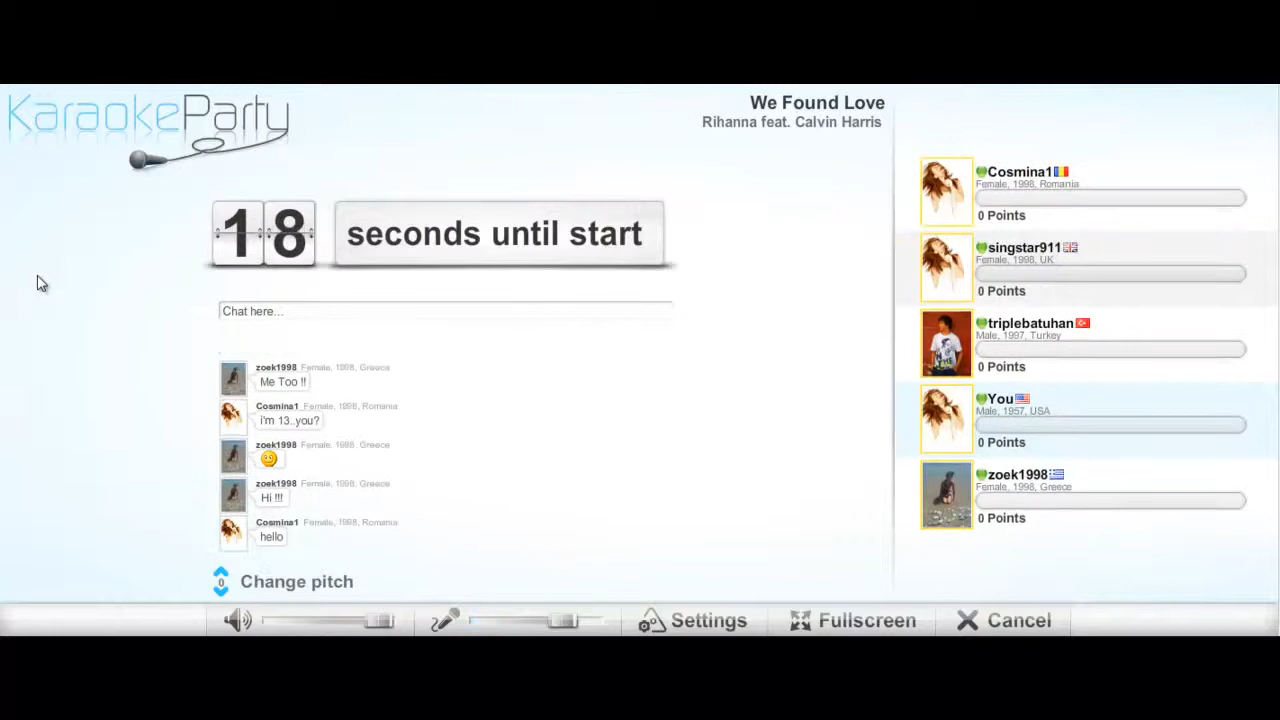 KaraokeParty
We Found Love
Rihanna feat. Calvin Harris
18 seconds until start
Chat here...
zoek1998 Female, 1998, Greece
Me Too !!
Cosmina1 Female, 1998, Romania
i'm 13..you?
zoek1998 Female, 1998, Greece
zoek1998 Female, 1998, Greece
Hi !!!
Cosmina1 Female, 1998, Romania
hello
0 Change pitch
Cosmina1
Female, 1998, Romania
0 Points
singstar911
Female, 1998, UK
0 Points
triplebatuhan
Male, 1997, Turkey
0 Points
You
Male, 1957, USA
0 Points
zoek1998
Female, 1998, Greece
0 Points
Settings
Fullscreen
Cancel